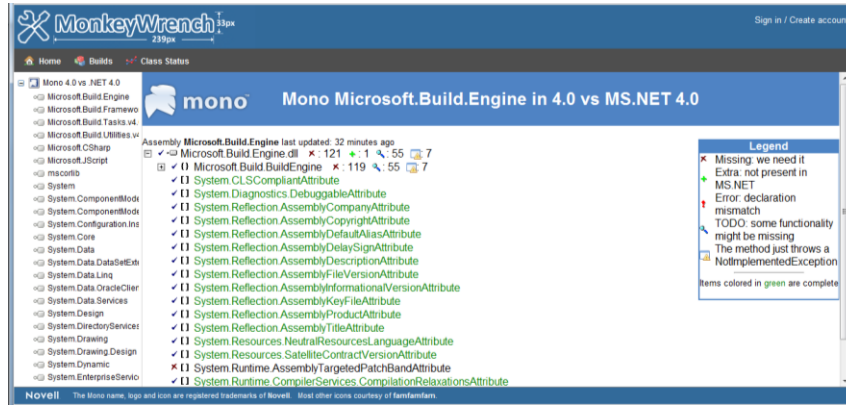 MonkeyWrench
33px
239px
Sign in / Create accoun
Home Builds Class Status
Mono 4.0 vs .NET 4.0
Microsoft.Build.Engine
Microsoft.Build.Framewo
Microsoft.Build.Tasks.v4.
Microsoft.Build.Utilities.v4
Microsoft.CSharp
Microsoft.JScript
mscorlib
System
System.ComponentMode
System.ComponentMode
System.Configuration.Ins
System.Core
System.Data
System.Data.DataSetExte
System.Data.Linq
System.Data.OracleClien
System.Data.Services
System.Design
System.DirectoryServices
System.Drawing
System.Drawing.Design
System.Dynamic
System.EnterpriseServic
mono
Mono Microsoft.Build.Engine in 4.0 vs MS.NET 4.0
Assembly Microsoft.Build.Engine last updated: 32 minutes ago
Microsoft.Build.Engine.dll : 121 : 1 : 55 : 7
Microsoft.Build.BuildEngine : 119 : 55 : 7
System.CLSCompliantAttribute
System.Diagnostics.DebuggableAttribute
System.Reflection.AssemblyCompanyAttribute
System.Reflection.AssemblyCopyrightAttribute
System.Reflection.AssemblyDefaultAliasAttribute
System.Reflection.AssemblyDelaySignAttribute
System.Reflection.AssemblyDescriptionAttribute
System.Reflection.AssemblyFileVersionAttribute
System.Reflection.AssemblyInformationalVersionAttribute
System.Reflection.AssemblyKeyFileAttribute
System.Reflection.AssemblyProductAttribute
System.Reflection.AssemblyTitleAttribute
System.Resources.NeutralResourcesLanguageAttribute
System.Resources.SatelliteContractVersionAttribute
System.Runtime.AssemblyTargetedPatchBandAttribute
System.Runtime.CompilerServices.CompilationRelaxationsAttribute
Legend
Missing: we need it
Extra: not present in
MS.NET
Error: declaration
mismatch
TODO: some functionality
might be missing
The method just throws a
NotImplementedException
Items colored in green are complete
Novell The Mono name, logo and icon are registered trademarks of Novell. Most other icons courtesy of famfamfam.